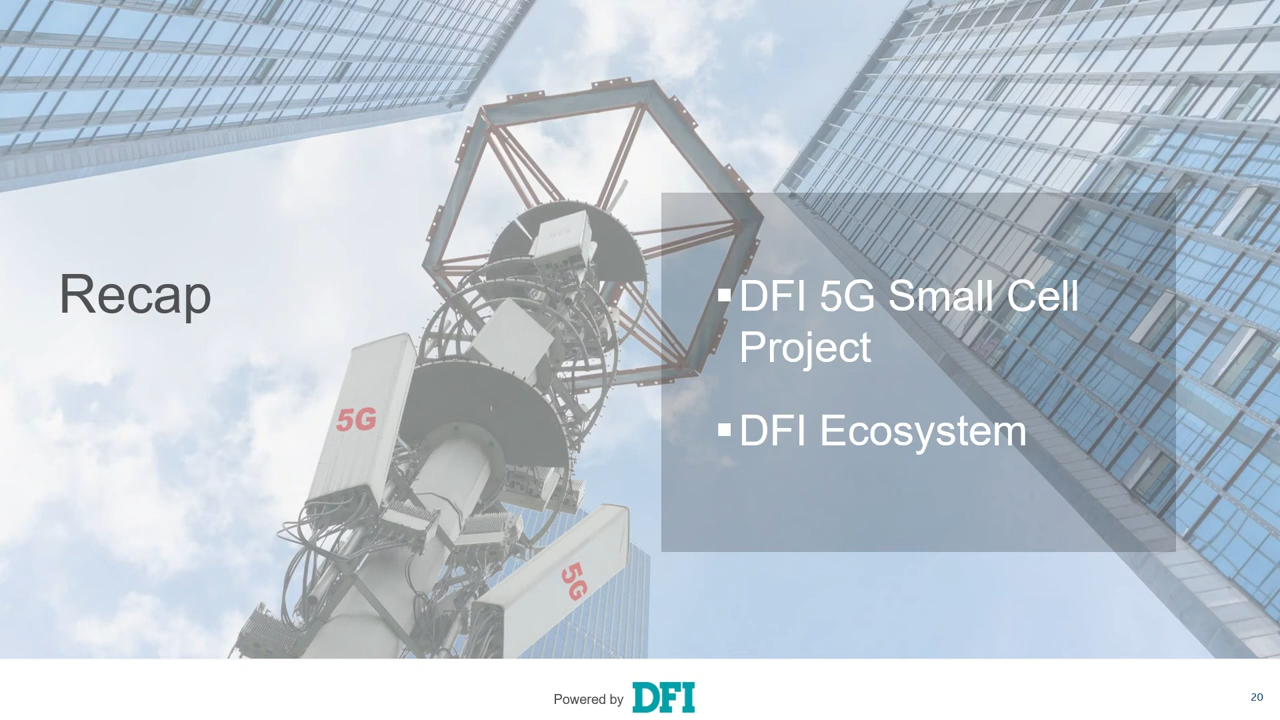 Recap
▪DFI 5G Small Cell
Project
▪DFI Ecosystem
5G
5G
Powered by DFI
20